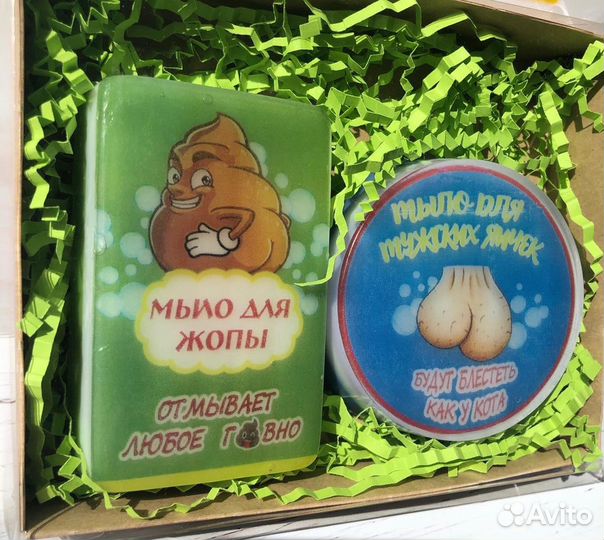 МЫЛО ДЛЯ
ЖОПЫ
ОТМЫВАЕТ
ЛЮБОЕ Г💩ВНО
МЫЛО ДЛЯ
МУЖСКИХ ЯИЧЕК
БУДУТ БЛЕСТЕТЬ
КАК У КОТА
Avito